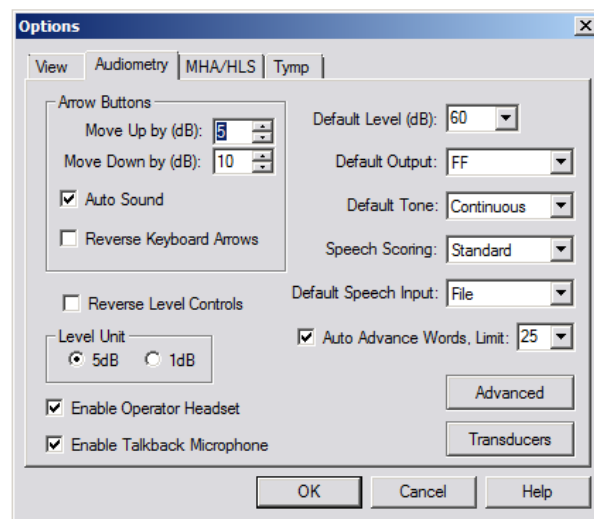 Options
View Audiometry MHA/HLS Tymp
Arrow Buttons
Move Up by (dB): 5
Move Down by (dB): 10
Auto Sound
Reverse Keyboard Arrows
Reverse Level Controls
Level Unit
5dB 1dB
Enable Operator Headset
Enable Talkback Microphone
Default Level (dB): 60
Default Output: FF
Default Tone: Continuous
Speech Scoring: Standard
Default Speech Input: File
Auto Advance Words, Limit: 25
Advanced
Transducers
OK Cancel Help